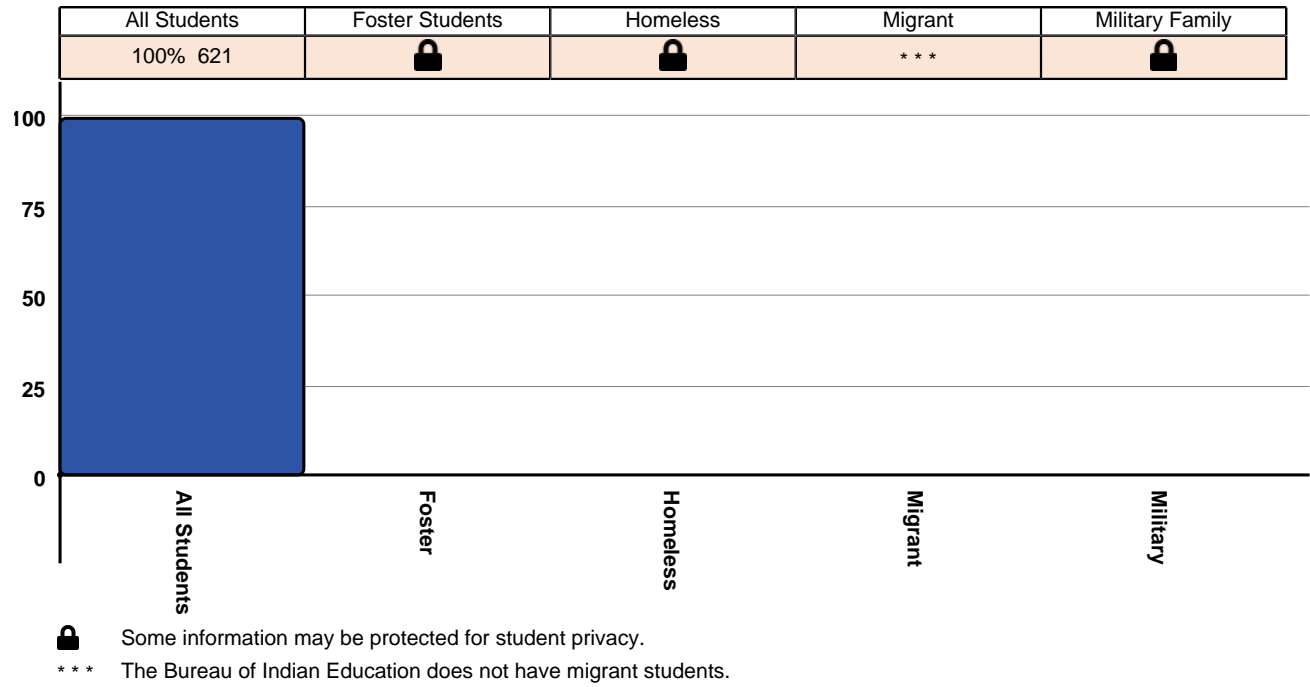 All Students Foster Students Homeless Migrant Military Family
100% 621 * * *
100
75
50
25
0
All Students
Foster
Homeless
Migrant
Military
Some information may be protected for student privacy.
* * * The Bureau of Indian Education does not have migrant students.